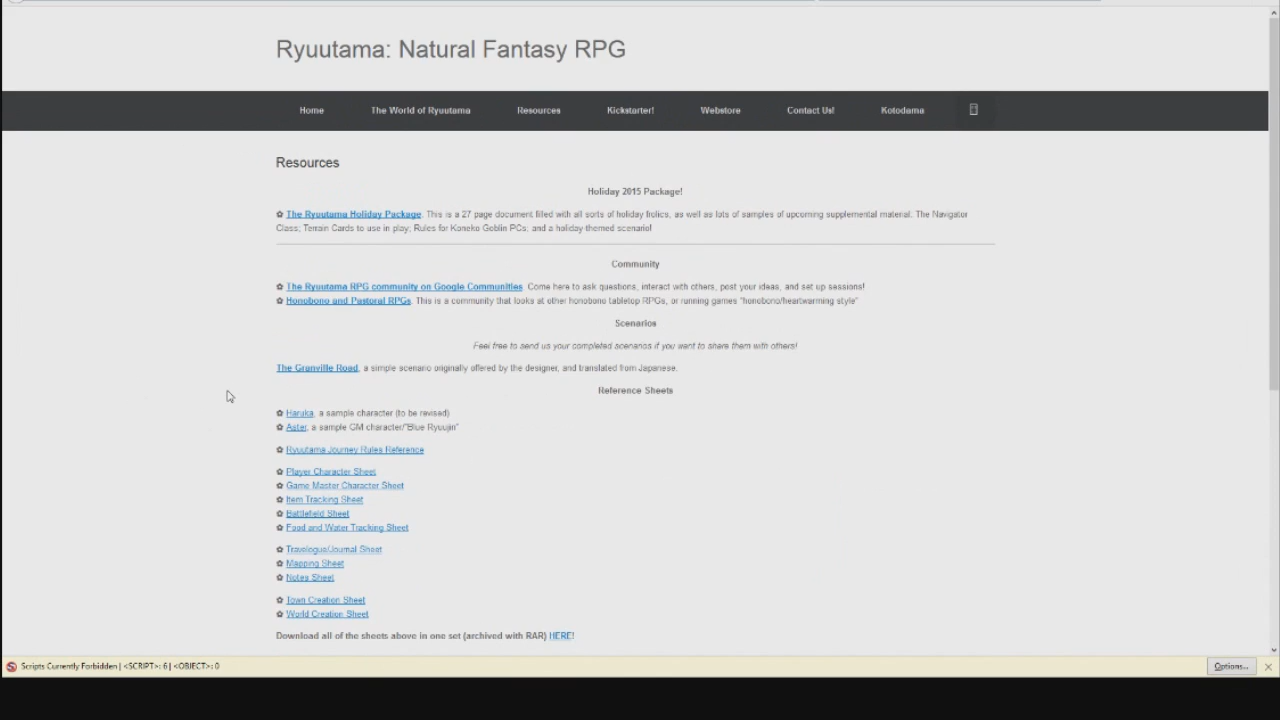 Ryuutama: Natural Fantasy RPG
Home The World of Ryuutama Resources Kickstarter! Webstore Contact Us! Kotodama
Resources
Holiday 2015 Package!
✿ The Ryuutama Holiday Package. This is a 27 page document filled with all sorts of holiday frolics, as well as lots of samples of upcoming supplemental material: The Navigator
Class; Terrain Cards to use in play; Rules for Koneko Goblin PCs; and a holiday-themed scenario!
Community
✿ The Ryuutama RPG community on Google Communities. Come here to ask questions, interact with others, post your ideas, and set up sessions!
✿ Honobono and Pastoral RPGs. This is a community that looks at other honobono tabletop RPGs, or running games "honobono/heartwarming style"
Scenarios
Feel free to send us your completed scenarios if you want to share them with others!
The Granville Road, a simple scenario originally offered by the designer, and translated from Japanese.
Reference Sheets
✿ Haruka, a sample character (to be revised)
✿ Aster, a sample GM character/"Blue Ryuujin"
✿ Ryuutama Journey Rules Reference
✿ Player Character Sheet
✿ Game Master Character Sheet
✿ Item Tracking Sheet
✿ Battlefield Sheet
✿ Food and Water Tracking Sheet
✿ Travelogue/Journal Sheet
✿ Mapping Sheet
✿ Notes Sheet
✿ Town Creation Sheet
✿ World Creation Sheet
Download all of the sheets above in one set (archived with RAR) HERE!
Scripts Currently Forbidden | <SCRIPT>: 6 | <OBJECT>: 0 Options...